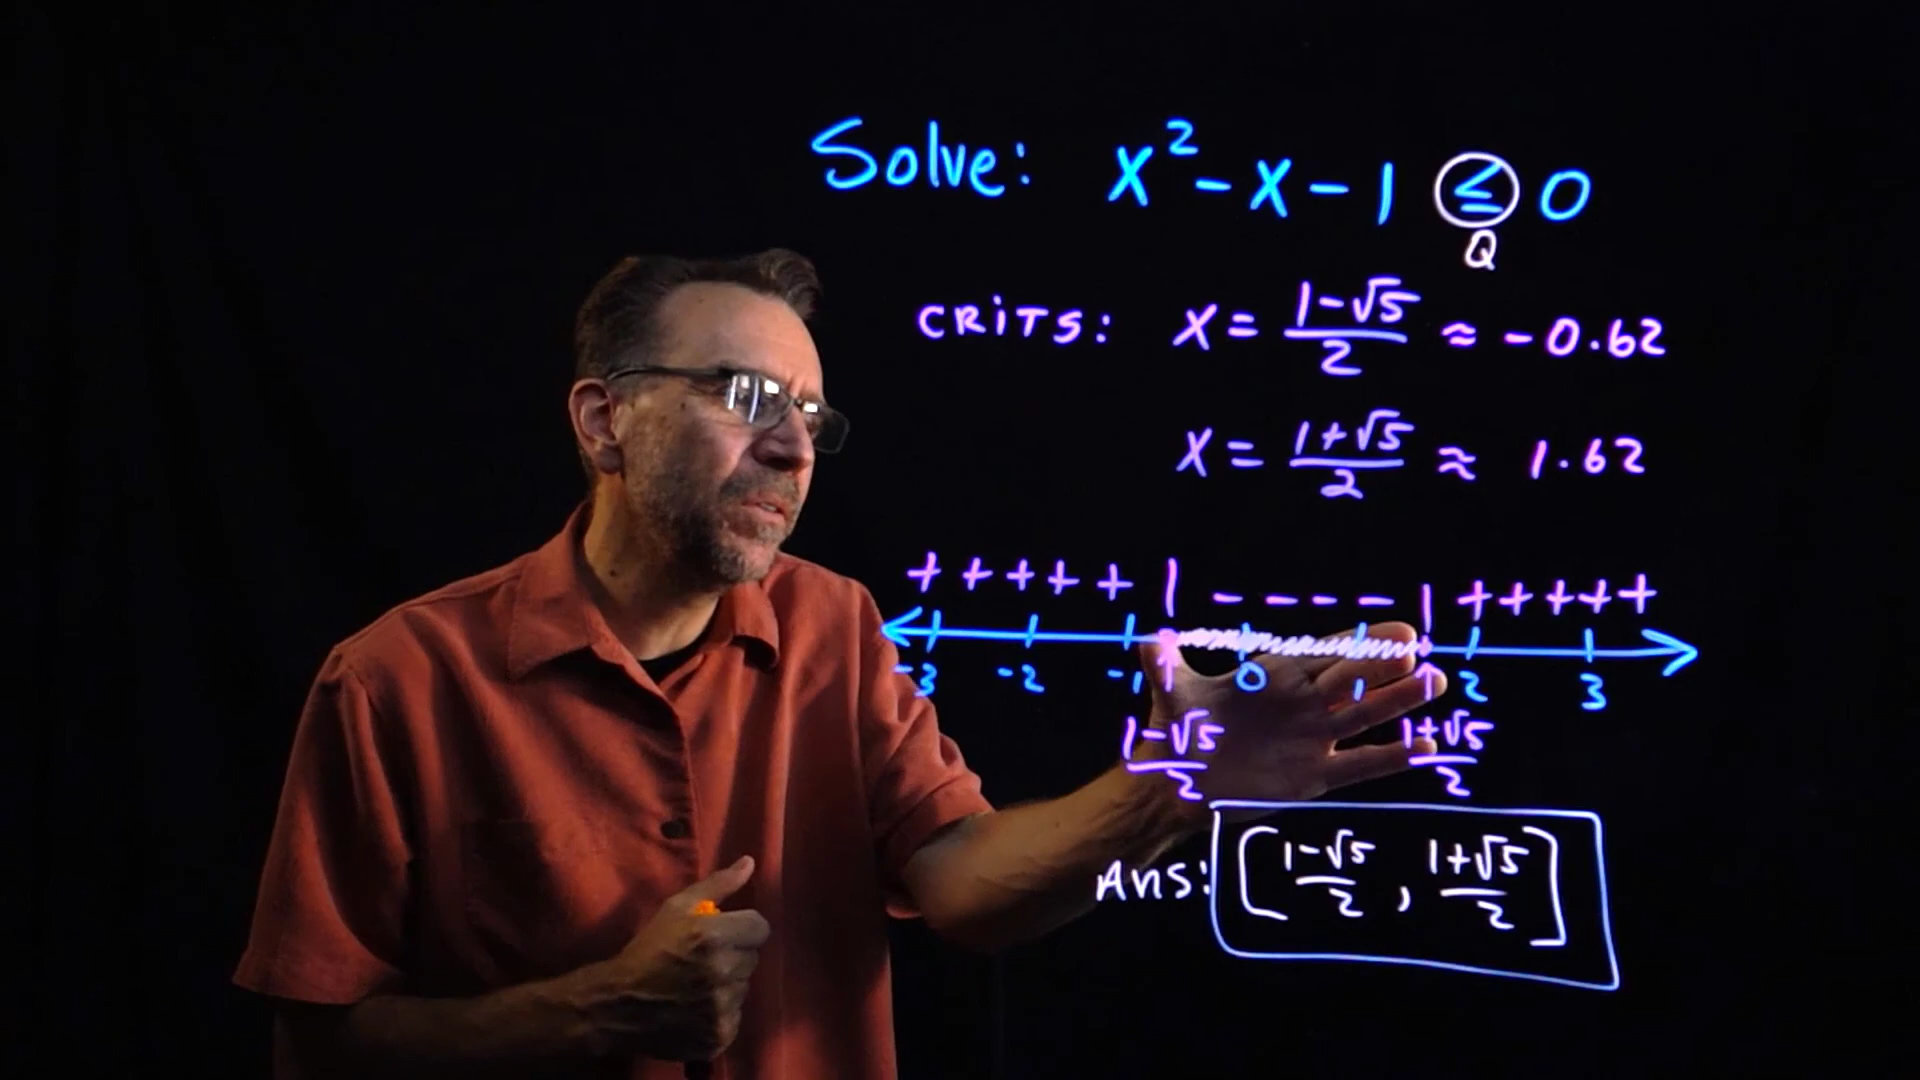 Solve: x² - x - 1 ≤ 0
Q
CRITS: x = (1-√5)/2 ≈ -0.62
x = (1+√5)/2 ≈ 1.62
+ + + + + | - - - - | + + + + +
-3 -2 -1 0 1 2 3
(1-√5)/2 (1+√5)/2
Ans: [(1-√5)/2, (1+√5)/2]